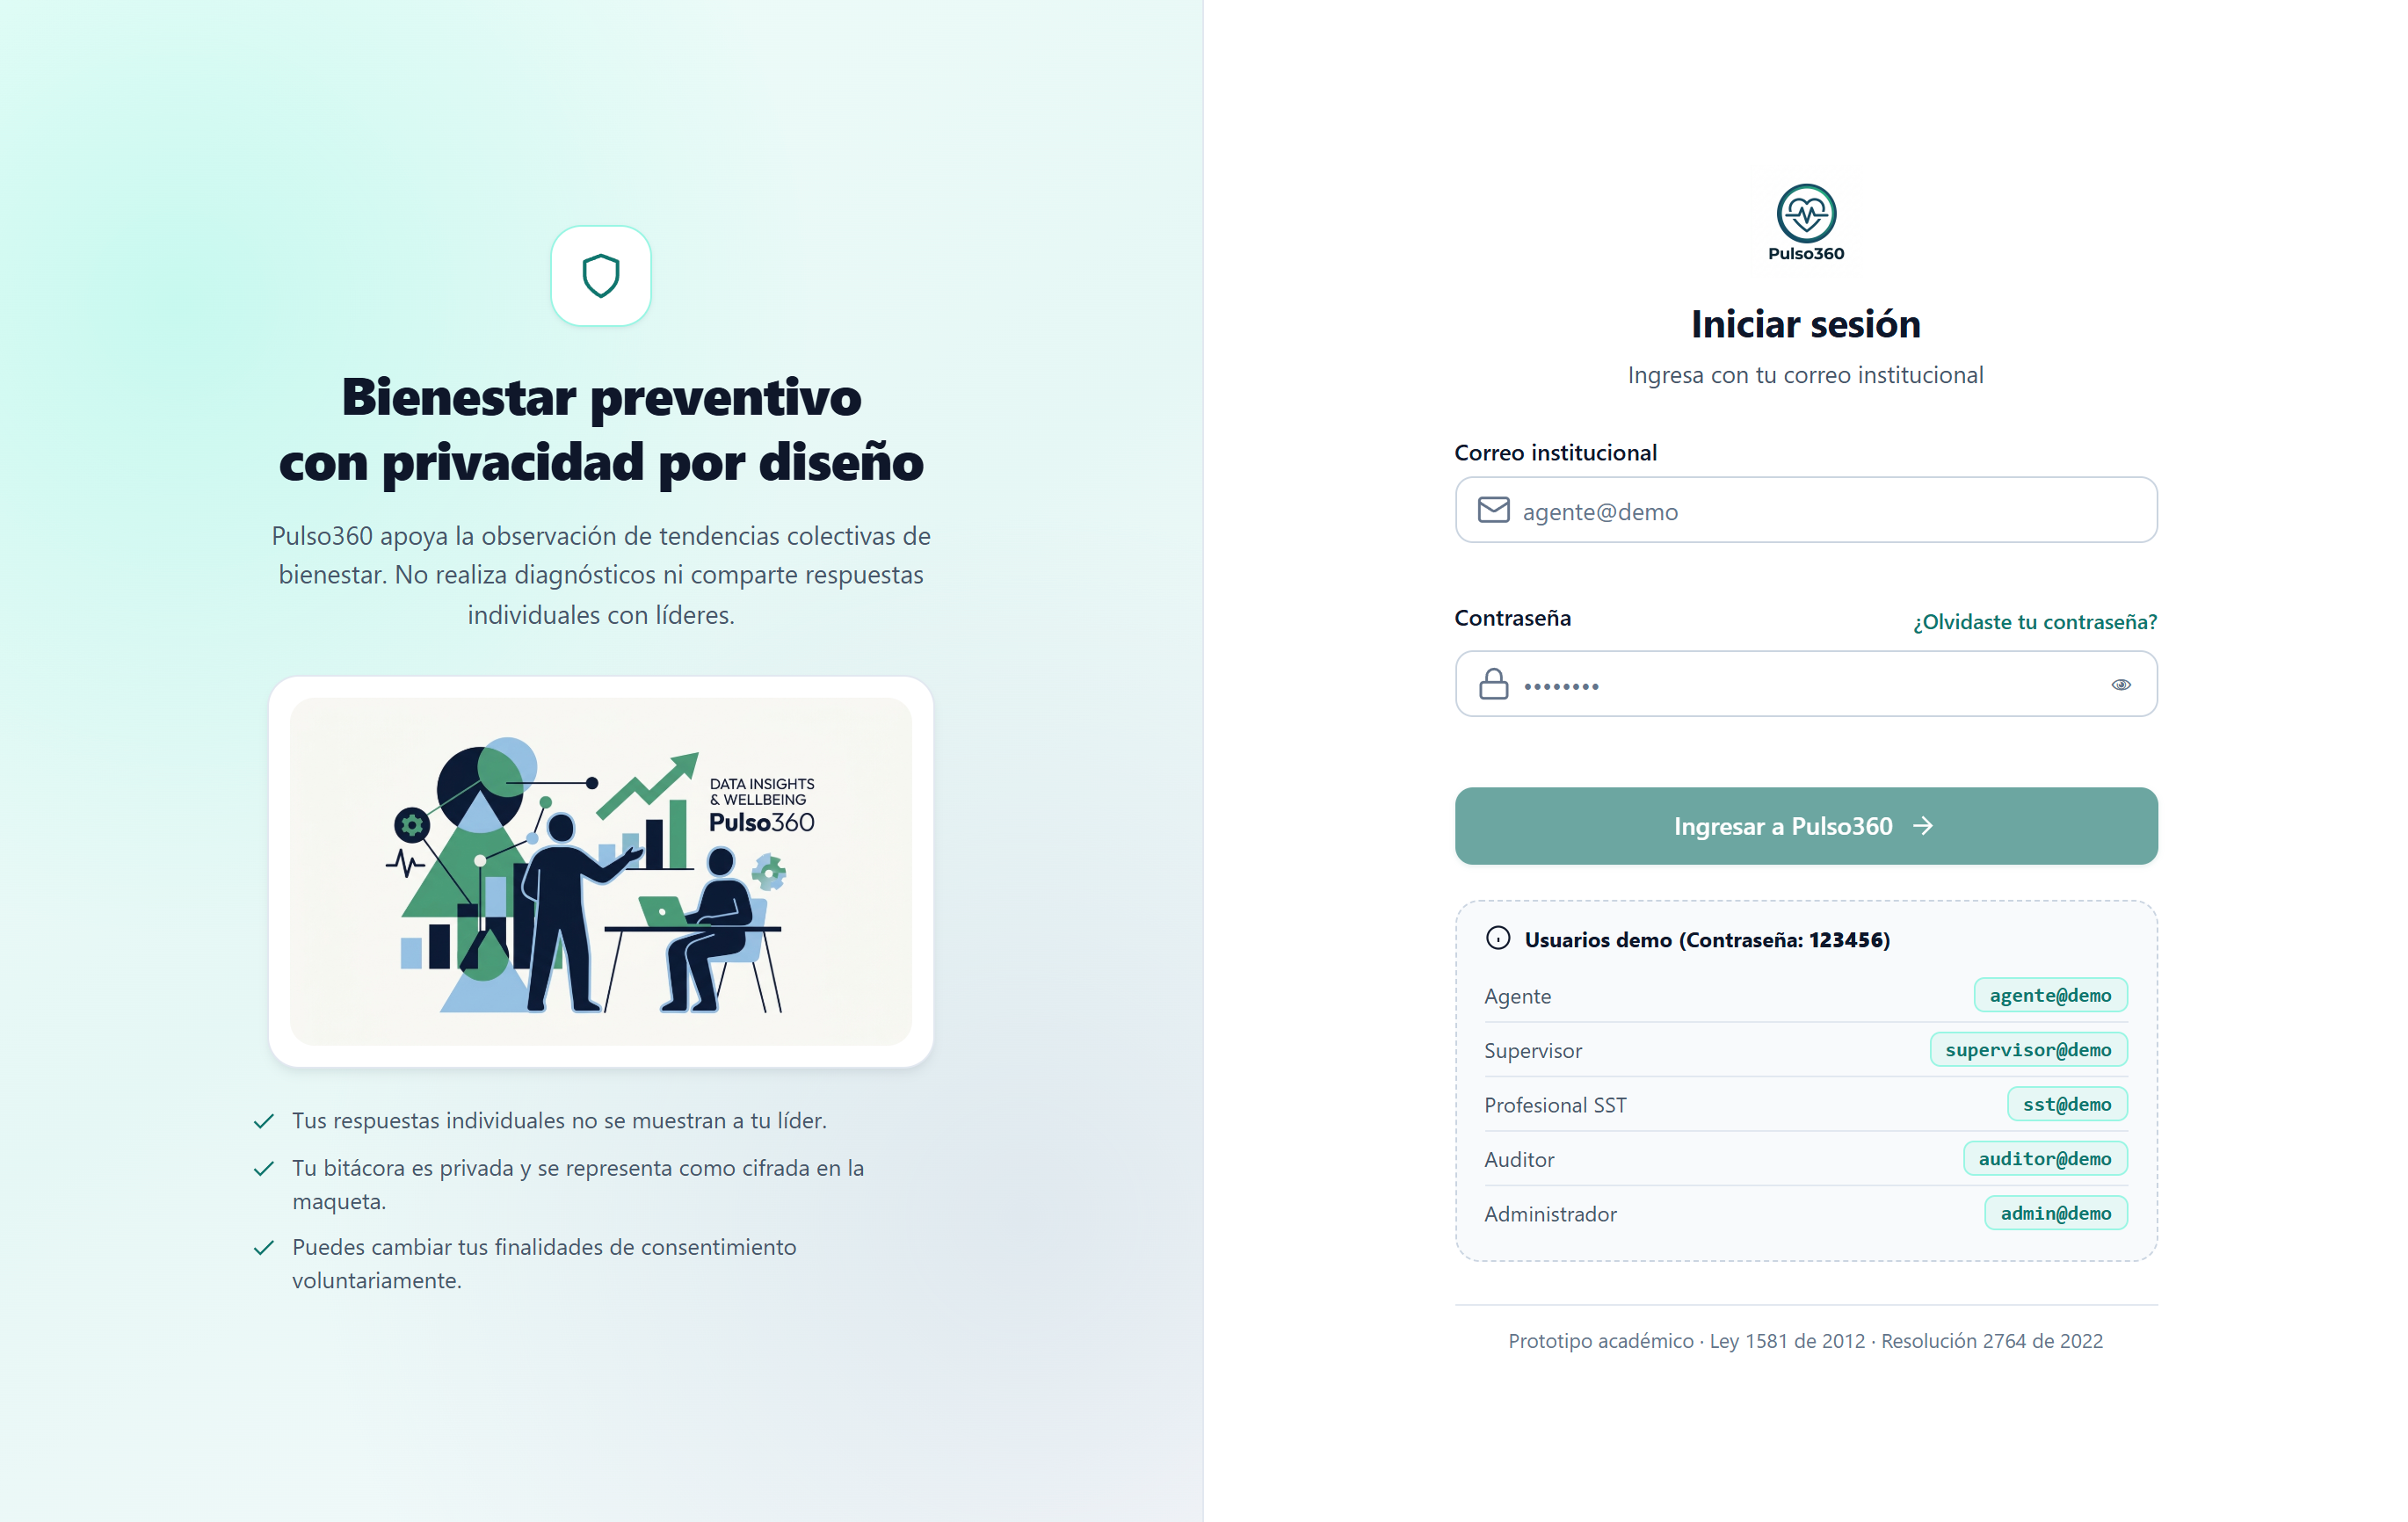 Bienestar preventivo
con privacidad por diseño
Pulso360 apoya la observación de tendencias colectivas de
bienestar. No realiza diagnósticos ni comparte respuestas
individuales con líderes.
DATA INSIGHTS
& WELLBEING
Pulso360
Tus respuestas individuales no se muestran a tu líder.
Tu bitácora es privada y se representa como cifrada en la
maqueta.
Puedes cambiar tus finalidades de consentimiento
voluntariamente.
Pulso360
Iniciar sesión
Ingresa con tu correo institucional
Correo institucional
agente@demo
Contraseña
¿Olvidaste tu contraseña?
••••••••
Ingresar a Pulso360 →
Usuarios demo (Contraseña: 123456)
Agente agente@demo
Supervisor supervisor@demo
Profesional SST sst@demo
Auditor auditor@demo
Administrador admin@demo
Prototipo académico · Ley 1581 de 2012 · Resolución 2764 de 2022